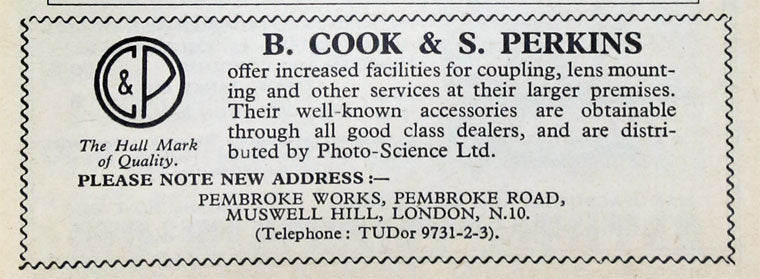 B. COOK & S. PERKINS
C&P
offer increased facilities for coupling, lens mount-
ing and other services at their larger premises.
Their well-known accessories are obtainable
through all good class dealers, and are distri-
buted by Photo-Science Ltd.
The Hall Mark
of Quality.
PLEASE NOTE NEW ADDRESS :—
PEMBROKE WORKS, PEMBROKE ROAD,
MUSWELL HILL, LONDON, N.10.
(Telephone : TUDor 9731-2-3).